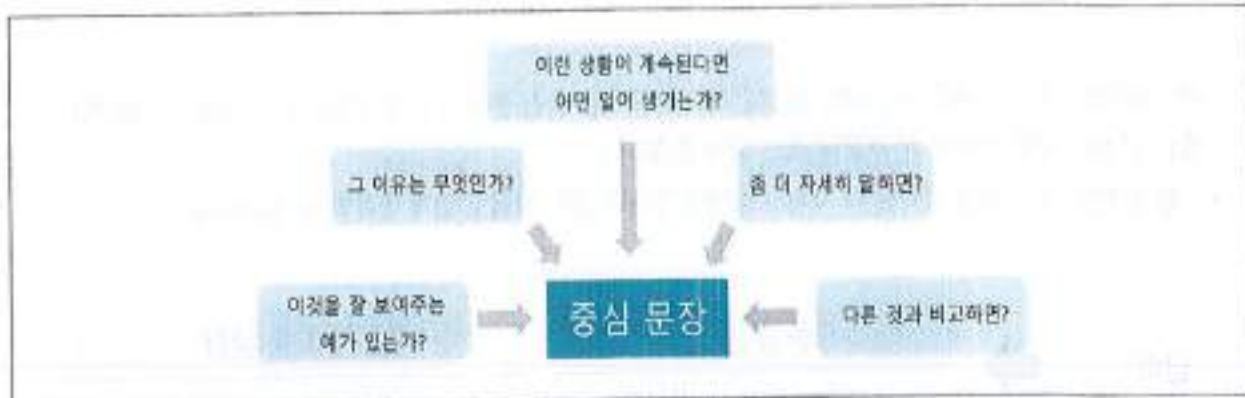 이런 상황이 계속된다면
어떤 일이 생기는가?
그 이유는 무엇인가?
좀 더 자세히 말하면?
이것을 잘 보여주는
예가 있는가?
중심 문장
다른 것과 비교하면?